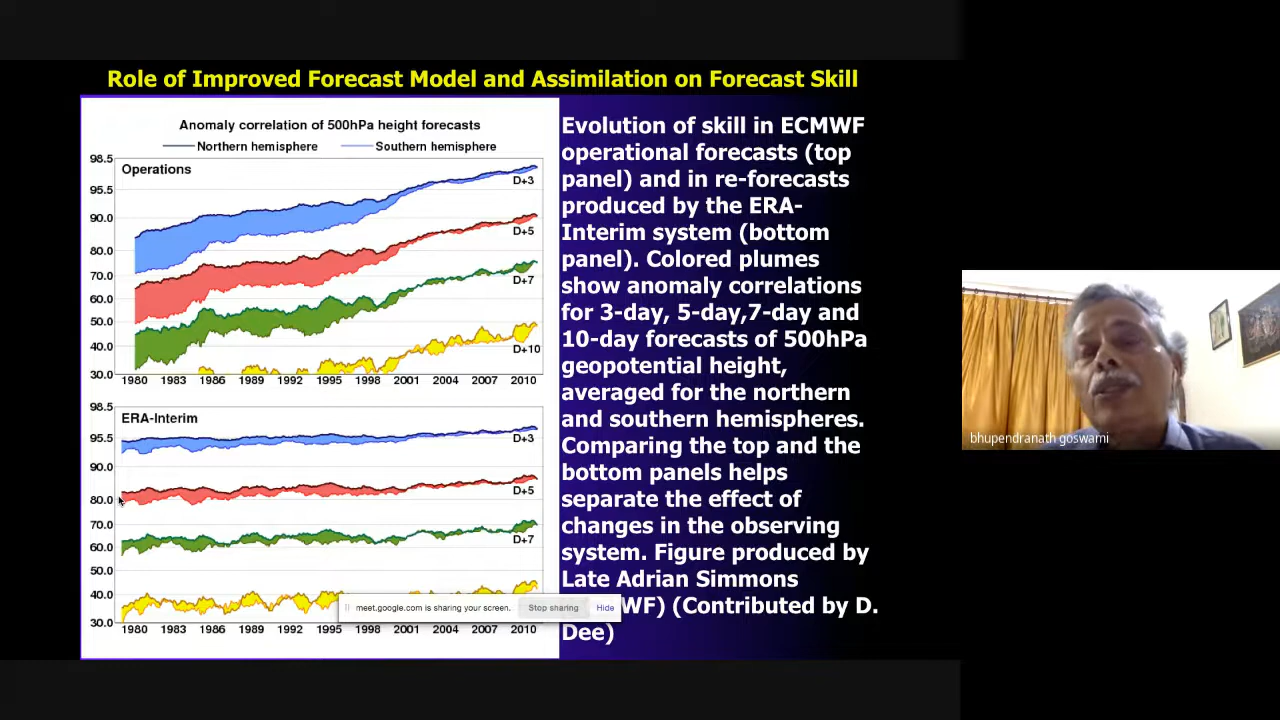 Role of Improved Forecast Model and Assimilation on Forecast Skill
Anomaly correlation of 500hPa height forecasts
Northern hemisphere Southern hemisphere
98.5
Operations
D+3
95.5
90.0
D+5
80.0
70.0
D+7
60.0
50.0
40.0
D+10
30.0
1980 1983 1986 1989 1992 1995 1998 2001 2004 2007 2010
98.5
ERA-Interim
95.5
D+3
90.0
D+5
80.0
70.0
D+7
60.0
50.0
40.0
30.0
1980 1983 1986 1989 1992 1995 1998 2001 2004 2007 2010
Evolution of skill in ECMWF
operational forecasts (top
panel) and in re-forecasts
produced by the ERA-
Interim system (bottom
panel). Colored plumes
show anomaly correlations
for 3-day, 5-day,7-day and
10-day forecasts of 500hPa
geopotential height,
averaged for the northern
and southern hemispheres.
Comparing the top and the
bottom panels helps
separate the effect of
changes in the observing
system. Figure produced by
Late Adrian Simmons
WF) (Contributed by D.
Dee)
meet.google.com is sharing your screen. Stop sharing Hide
bhupendranath goswami